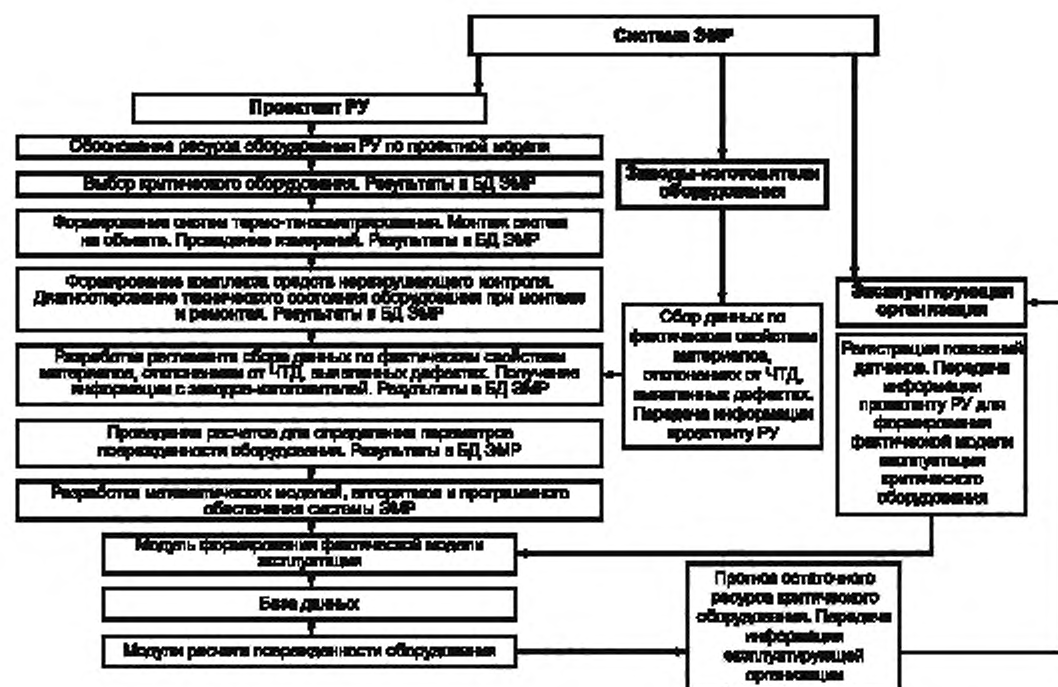 Система ЭМР
Проектант РУ
Обоснование ресурса оборудования РУ по проектной модели
Выбор критического оборудования. Результаты в БД ЭМР
Формирование систем термо-тензометрирования. Монтаж систем
на объекте. Проведение измерений. Результаты в БД ЭМР
Формирование комплекта средств неразрушающего контроля.
Диагностирование технического состояния оборудования при монтаже
и ремонтах. Результаты в БД ЭМР
Разработка регламента сбора данных по фактическим свойствам
материалов, отклонениям от ЧТД, выявленных дефектах. Получение
информации с заводов-изготовителей. Результаты в БД ЭМР
Проведение расчетов для определения параметров
поврежденности оборудования. Результаты в БД ЭМР
Разработка математических моделей, алгоритмов и программного
обеспечения системы ЭМР
Модуль формирования фактической модели
эксплуатации
База данных
Модули расчета поврежденности оборудования
Заводы-изготовители
оборудования
Сбор данных по
фактическим свойствам
материалов,
отклонениях от ЧТД,
выявленных дефектах.
Передача информации
проектанту РУ
Эксплуатирующая
организация
Регистрация показаний
датчиков. Передача
информации
проектанту РУ для
формирования
фактической модели
эксплуатации
критического
оборудования
Прогноз остаточного
ресурса критического
оборудования. Передача
информации
эксплуатирующей
организации